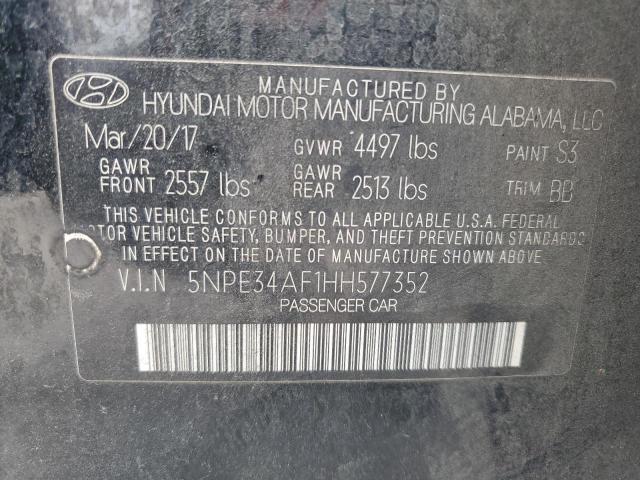 MANUFACTURED BY
HYUNDAI MOTOR MANUFACTURING ALABAMA, LLC
Mar/20/17 GVWR 4497 lbs PAINT S3
GAWR FRONT 2557 lbs GAWR REAR 2513 lbs TRIM BD
THIS VEHICLE CONFORMS TO ALL APPLICABLE U.S.A. FEDERAL
MOTOR VEHICLE SAFETY, BUMPER, AND THEFT PREVENTION STANDARDS
IN EFFECT ON THE DATE OF MANUFACTURE SHOWN ABOVE.
V.I.N 5NPE34AF1HH577352
PASSENGER CAR